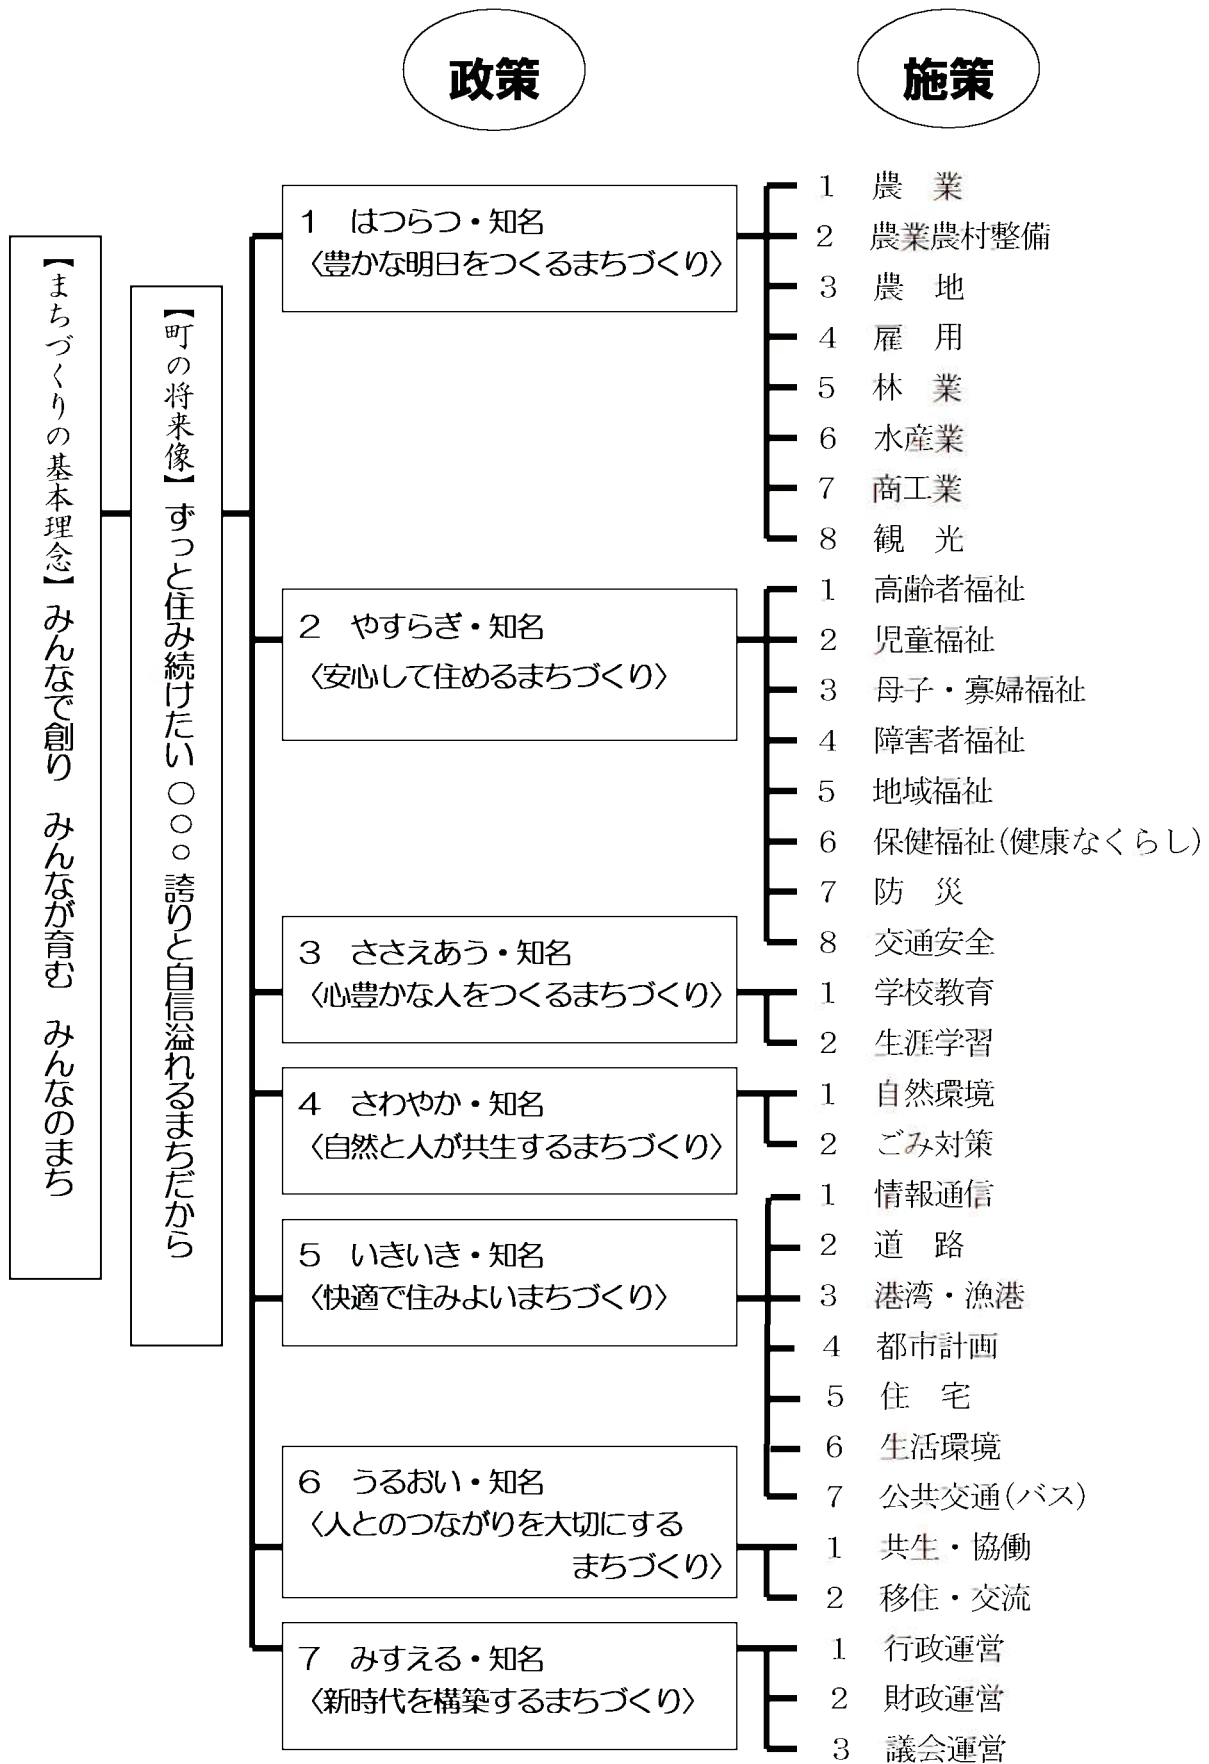 政策
施策
【まちづくりの基本理念】みんなで創り　みんなが育む　みんなのまち
【町の将来像】ずっと住み続けたい○○○誇りと自信溢れるまちだから
1　はつらつ・知名
〈豊かな明日をつくるまちづくり〉
1　農　業
2　農業農村整備
3　農　地
4　雇　用
5　林　業
6　水産業
7　商工業
8　観　光
2　やすらぎ・知名
〈安心して住めるまちづくり〉
1　高齢者福祉
2　児童福祉
3　母子・寡婦福祉
4　障害者福祉
5　地域福祉
6　保健福祉(健康なくらし)
7　防　災
8　交通安全
3　ささえあう・知名
〈心豊かな人をつくるまちづくり〉
1　学校教育
2　生涯学習
4　さわやか・知名
〈自然と人が共生するまちづくり〉
1　自然環境
2　ごみ対策
5　いきいき・知名
〈快適で住みよいまちづくり〉
1　情報通信
2　道　路
3　港湾・漁港
4　都市計画
5　住　宅
6　生活環境
7　公共交通(バス)
6　うるおい・知名
〈人とのつながりを大切にする
まちづくり〉
1　共生・協働
2　移住・交流
7　みすえる・知名
〈新時代を構築するまちづくり〉
1　行政運営
2　財政運営
3　議会運営